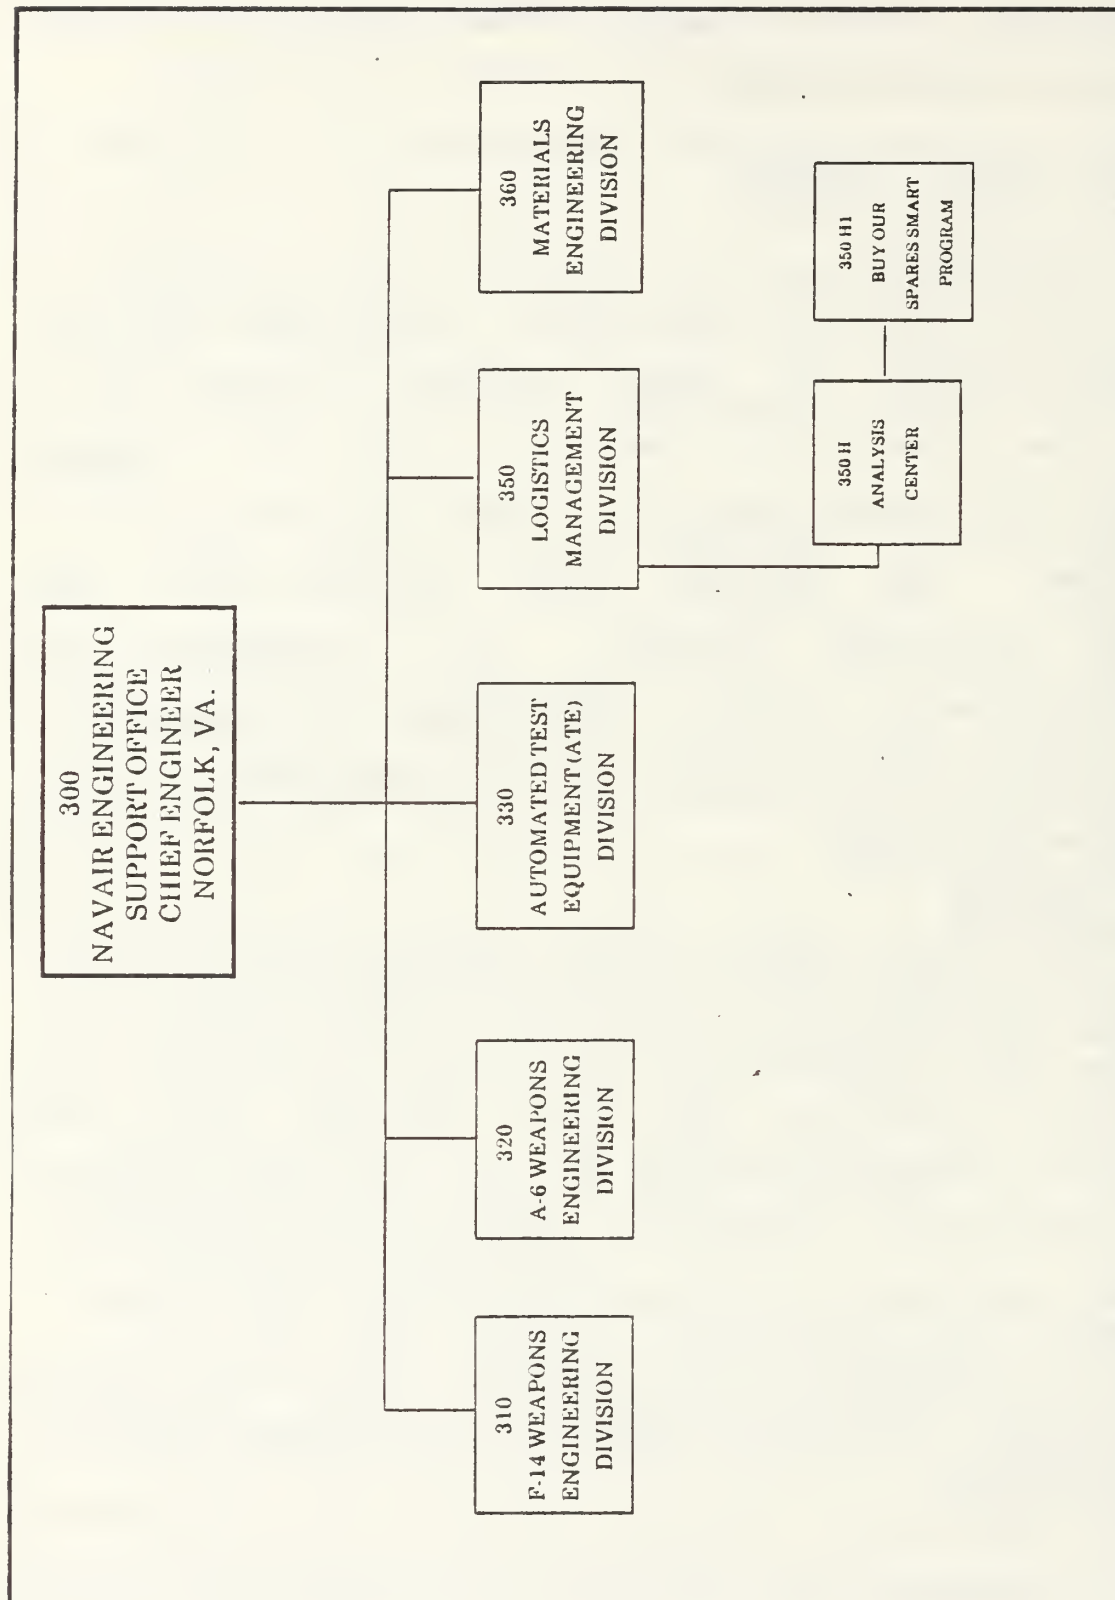 300
NAVAIR ENGINEERING
SUPPORT OFFICE
CHIEF ENGINEER
NORFOLK, VA.
310
F-14 WEAPONS
ENGINEERING
DIVISION
320
A-6 WEAPONS
ENGINEERING
DIVISION
330
AUTOMATED TEST
EQUIPMENT (ATE)
DIVISION
350
LOGISTICS
MANAGEMENT
DIVISION
360
MATERIALS
ENGINEERING
DIVISION
350 H
ANALYSIS
CENTER
350 H1
BUY OUR
SPARES SMART
PROGRAM